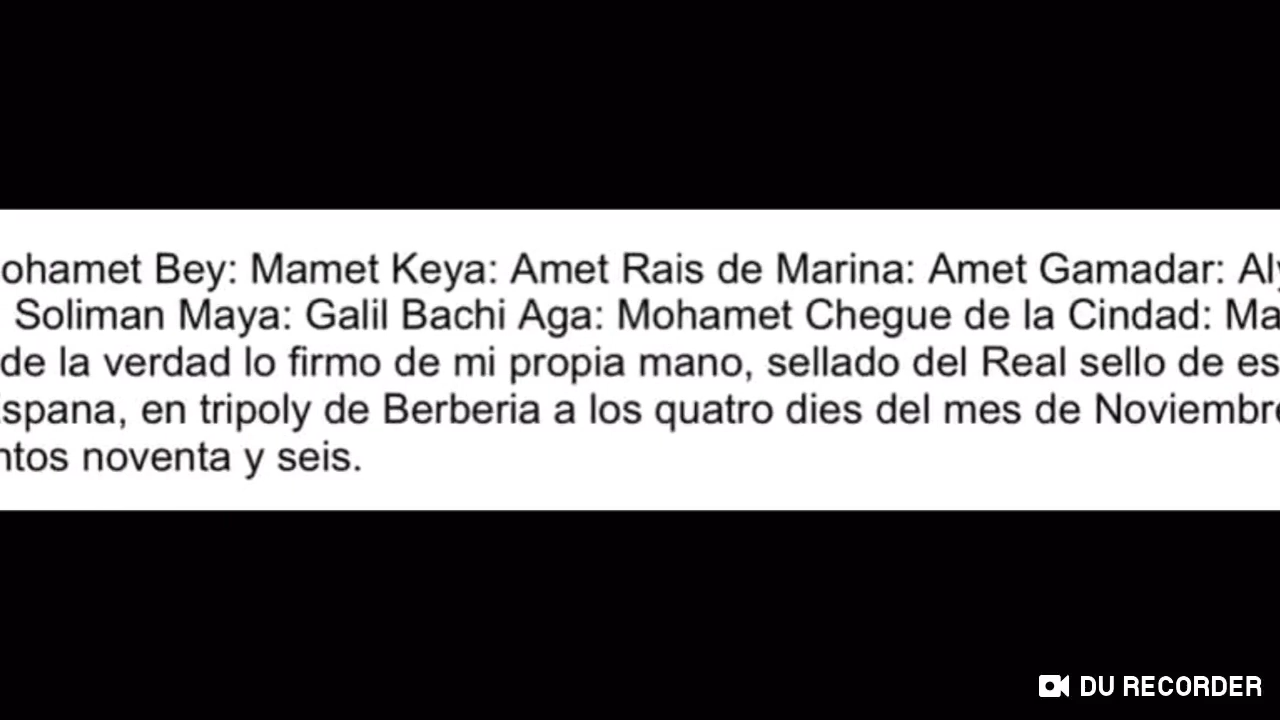 ohamet Bey: Mamet Keya: Amet Rais de Marina: Amet Gamadar: Aly
Soliman Maya: Galil Bachi Aga: Mohamet Chegue de la Cindad: Ma
de la verdad lo firmo de mi propia mano, sellado del Real sello de es
spana, en tripoly de Berberia a los quatro dies del mes de Noviembre
ntos noventa y seis.
DU RECORDER